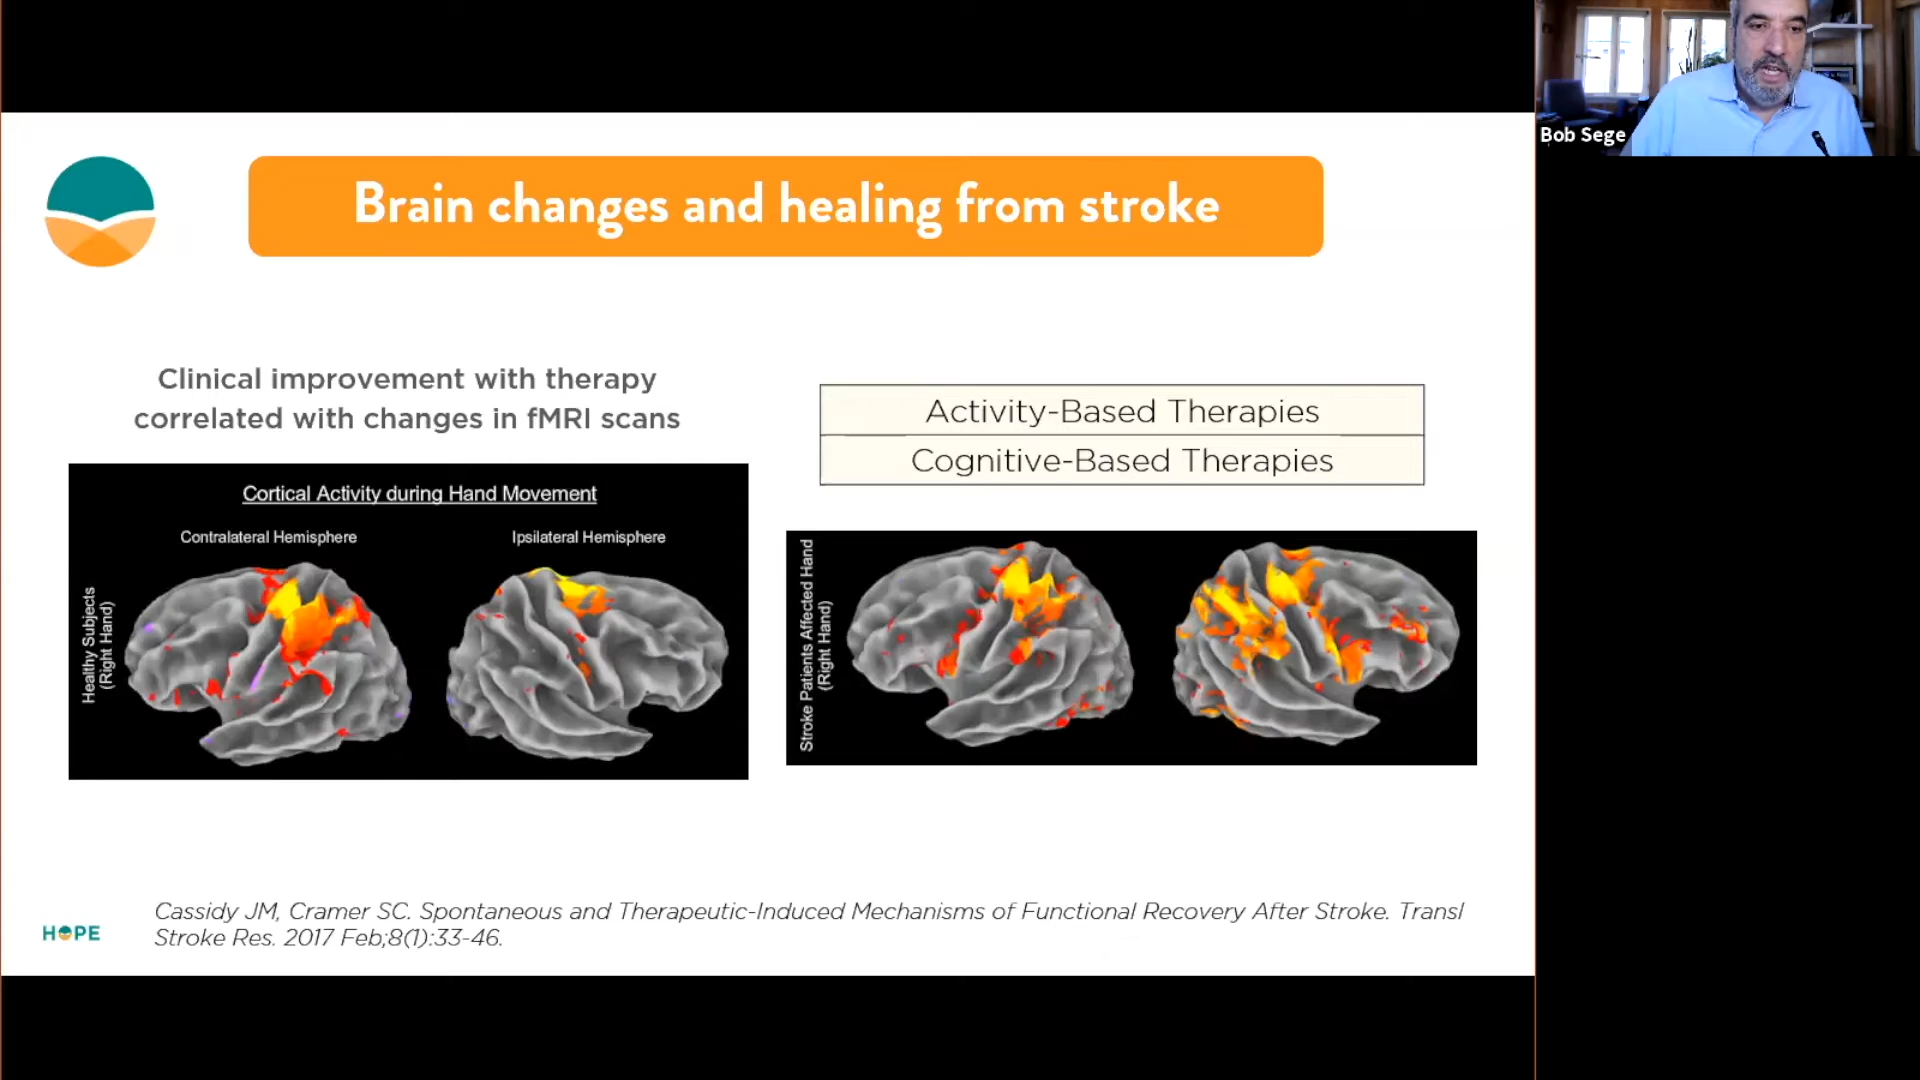 Bob Sege
Brain changes and healing from stroke
Clinical improvement with therapy
correlated with changes in fMRI scans
Cortical Activity during Hand Movement
Contralateral Hemisphere
Ipsilateral Hemisphere
Healthy Subjects
(Right Hand)
Activity-Based Therapies
Cognitive-Based Therapies
Stroke Patients Affected Hand
(Right Hand)
Cassidy JM, Cramer SC. Spontaneous and Therapeutic-Induced Mechanisms of Functional Recovery After Stroke. Transl
Stroke Res. 2017 Feb;8(1):33-46.
HOPE